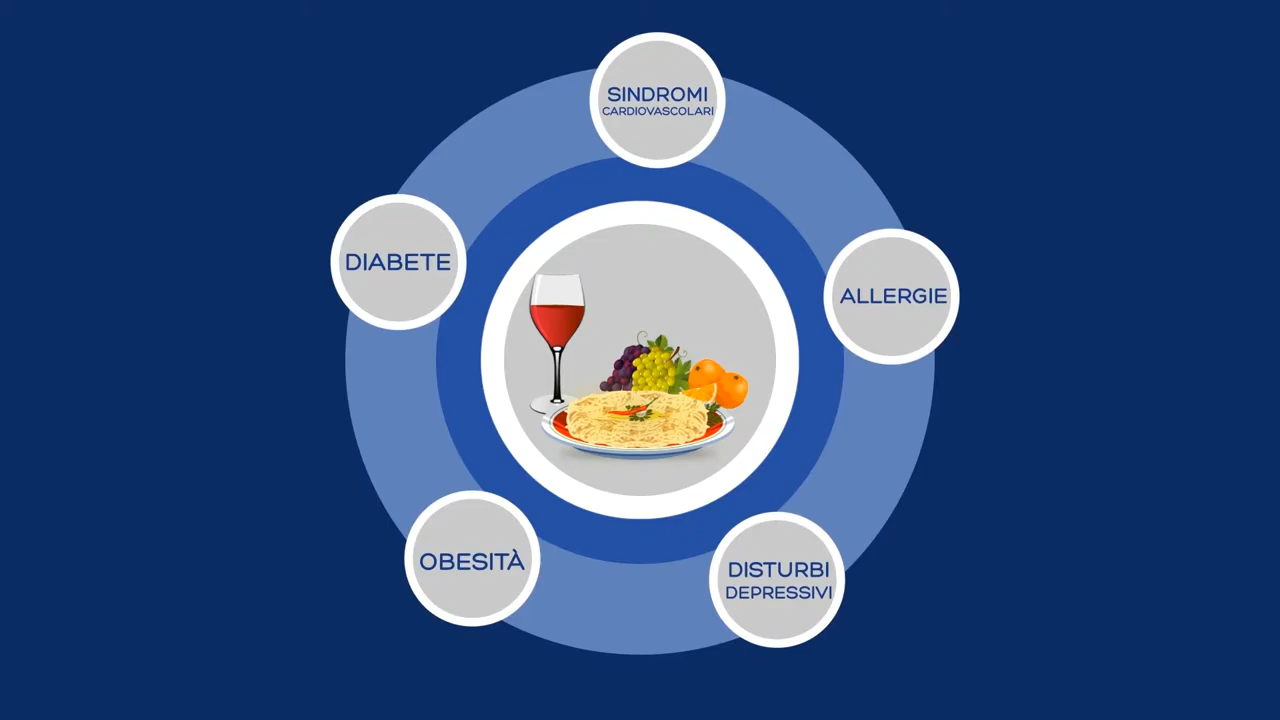 SINDROMI
CARDIOVASCOLARI
DIABETE
ALLERGIE
OBESITÀ
DISTURBI
DEPRESSIVI